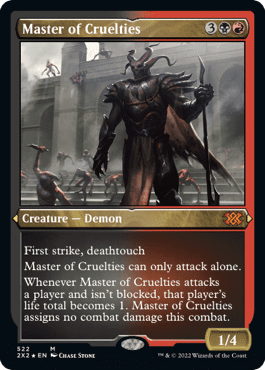 Master of Cruelties 3
Creature — Demon
First strike, deathtouch
Master of Cruelties can only attack alone.
Whenever Master of Cruelties attacks
a player and isn't blocked, that player's
life total becomes 1. Master of Cruelties
assigns no combat damage this combat.
1/4
522 M
2X2 ★ EN CHASE STONE
™ & © 2022 Wizards of the Coast